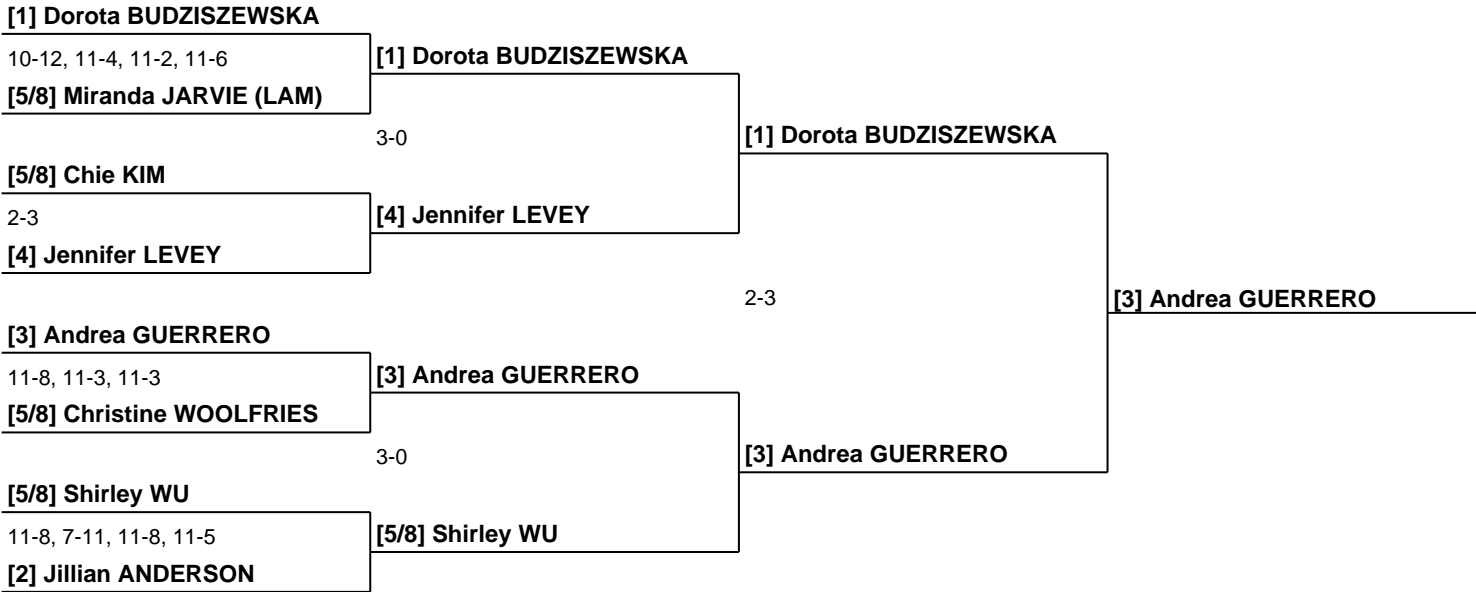 [1] Dorota BUDZISZEWSKA
10-12, 11-4, 11-2, 11-6
[5/8] Miranda JARVIE (LAM)
[5/8] Chie KIM
2-3
[4] Jennifer LEVEY
[3] Andrea GUERRERO
11-8, 11-3, 11-3
[5/8] Christine WOOLFRIES
[5/8] Shirley WU
11-8, 7-11, 11-8, 11-5
[2] Jillian ANDERSON
[1] Dorota BUDZISZEWSKA
3-0
[4] Jennifer LEVEY
[3] Andrea GUERRERO
3-0
[5/8] Shirley WU
[1] Dorota BUDZISZEWSKA
2-3
[3] Andrea GUERRERO
[3] Andrea GUERRERO